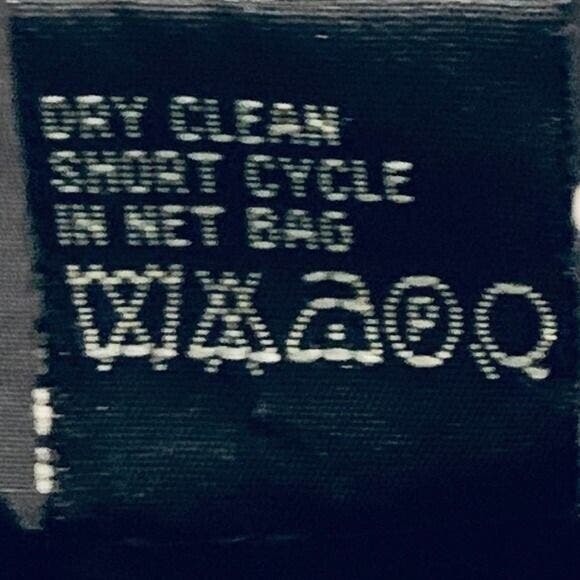 DRY CLEAN
SHORT CYCLE
IN NET BAG
P